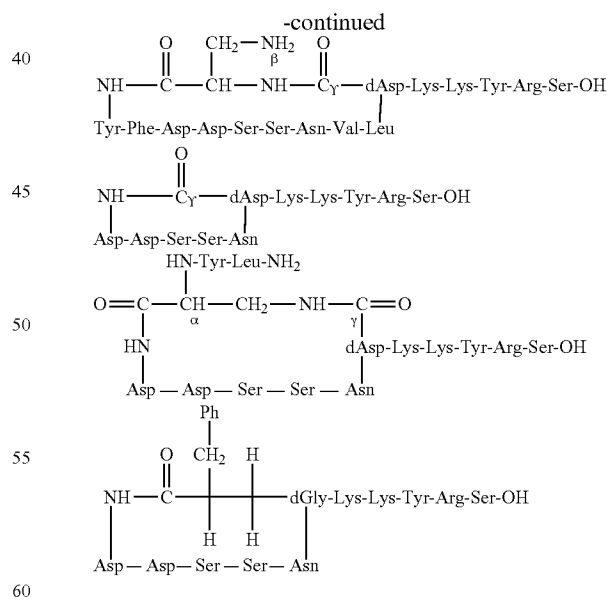 -continued
40
O CH2—NH2 O
β
NH—C—CH—NH—Cγ—dAsp-Lys-Lys-Tyr-Arg-Ser-OH
Tyr-Phe-Asp-Asp-Ser-Ser-Asn-Val-Leu
O
45
NH—Cγ—dAsp-Lys-Lys-Tyr-Arg-Ser-OH
Asp-Asp-Ser-Ser-Asn
HN-Tyr-Leu-NH2
O=C—CH—CH2—NH—C=O
α γ
50
HN dAsp-Lys-Lys-Tyr-Arg-Ser-OH
Asp—Asp—Ser—Ser—Asn
Ph
55
O CH2 H
NH—C—dGly-Lys-Lys-Tyr-Arg-Ser-OH
H H
Asp—Asp—Ser—Ser—Asn
60